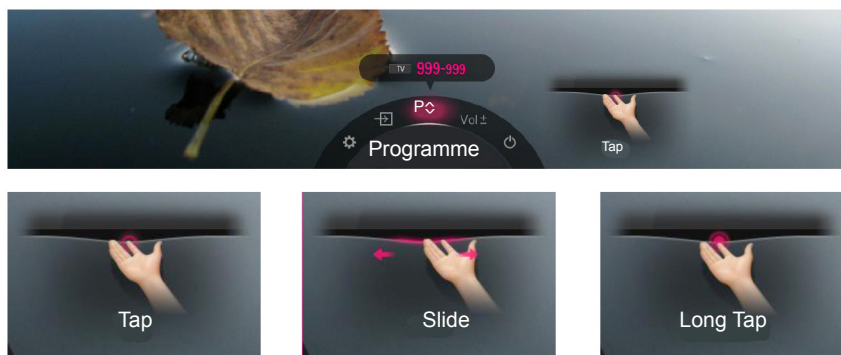 TV 999-999
P
Vol ±
Programme
Tap
Tap
Slide
Long Tap